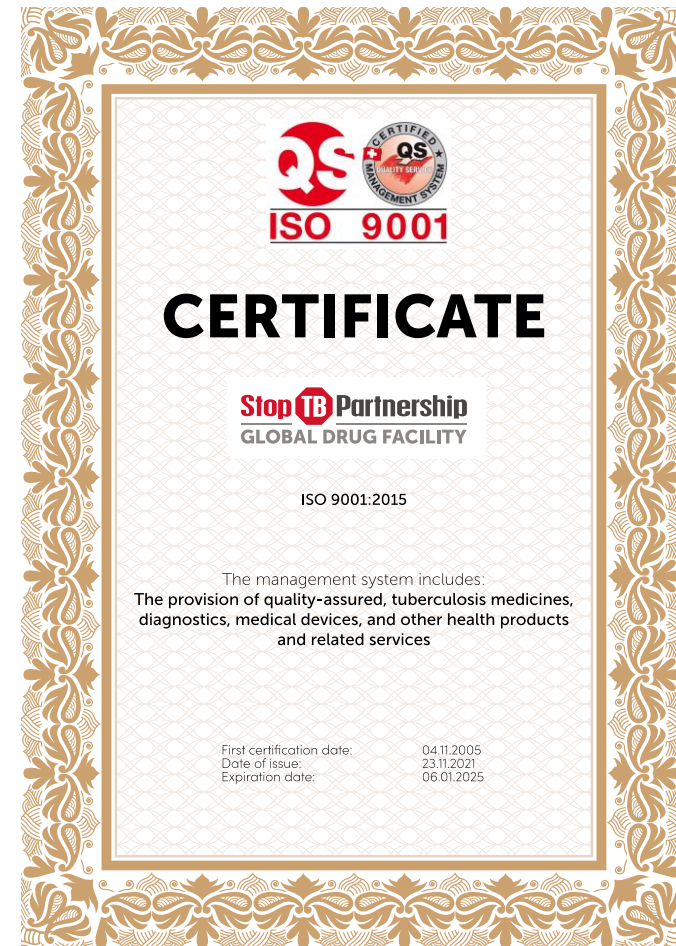 QS
CERTIFIED
QS
QUALITY SERVICE
MANAGEMENT SYSTEM
ISO 9001
CERTIFICATE
Stop TB Partnership
GLOBAL DRUG FACILITY
ISO 9001:2015
The management system includes:
The provision of quality-assured, tuberculosis medicines,
diagnostics, medical devices, and other health products
and related services
First certification date: 04.11.2005
Date of issue: 23.11.2021
Expiration date: 06.01.2025